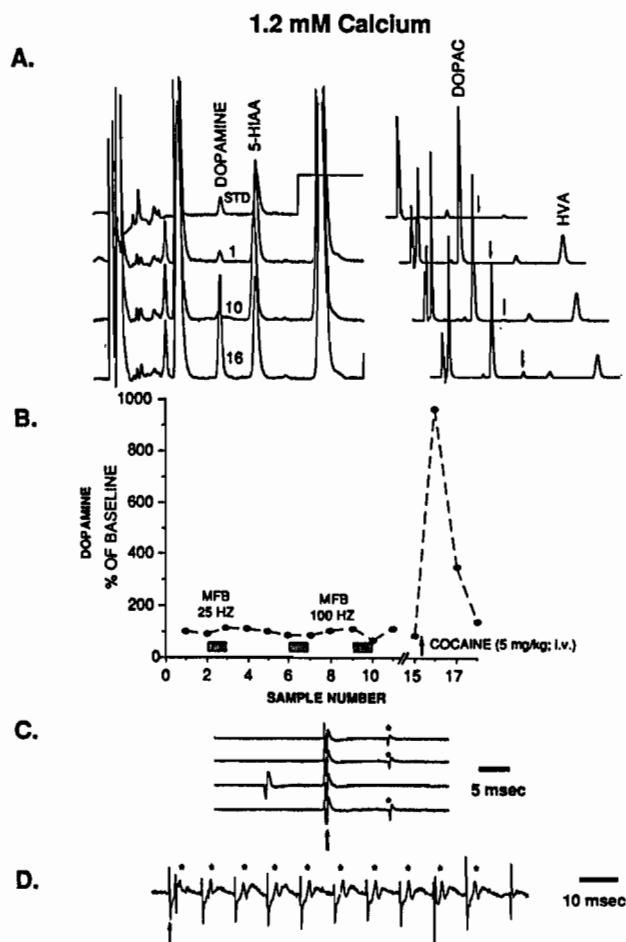 1.2 mM Calcium
A.
DOPAMINE
5-HIAA
DOPAC
HVA
STD
1
10
16
B.
DOPAMINE
% OF BASELINE
1000
800
600
400
200
0
MFB
25 HZ
MFB
100 HZ
COCAINE (5 mg/kg; i.v.)
0 2 4 6 8 10 15 17
SAMPLE NUMBER
C.
* * *
5 msec
D.
* * * * * * * * * *
10 msec